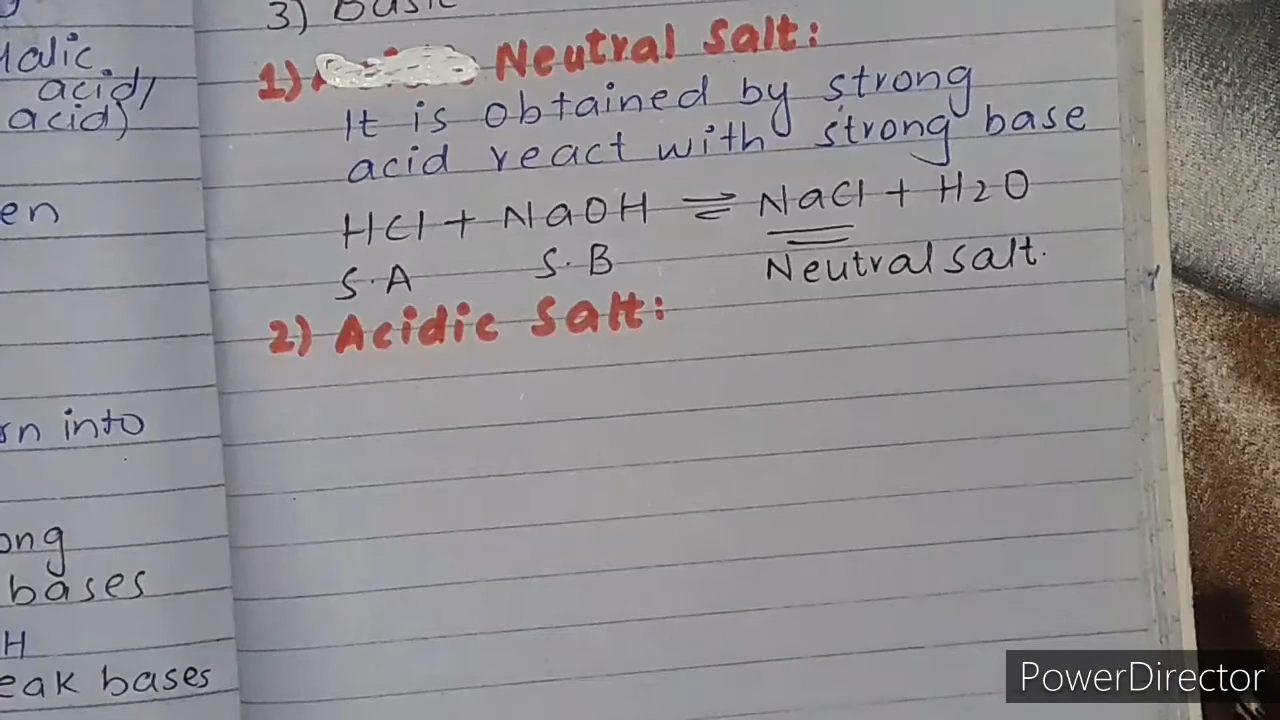 alic
acid,
acid)
en
into
ong
bases
H
eak bases
3) Basic
1) Neutral Salt:
It is obtained by strong
acid react with strong base
HCl + NaOH ⇌ NaCl + H2O
S.A S.B Neutral salt.
2) Acidic Salt:
PowerDirector